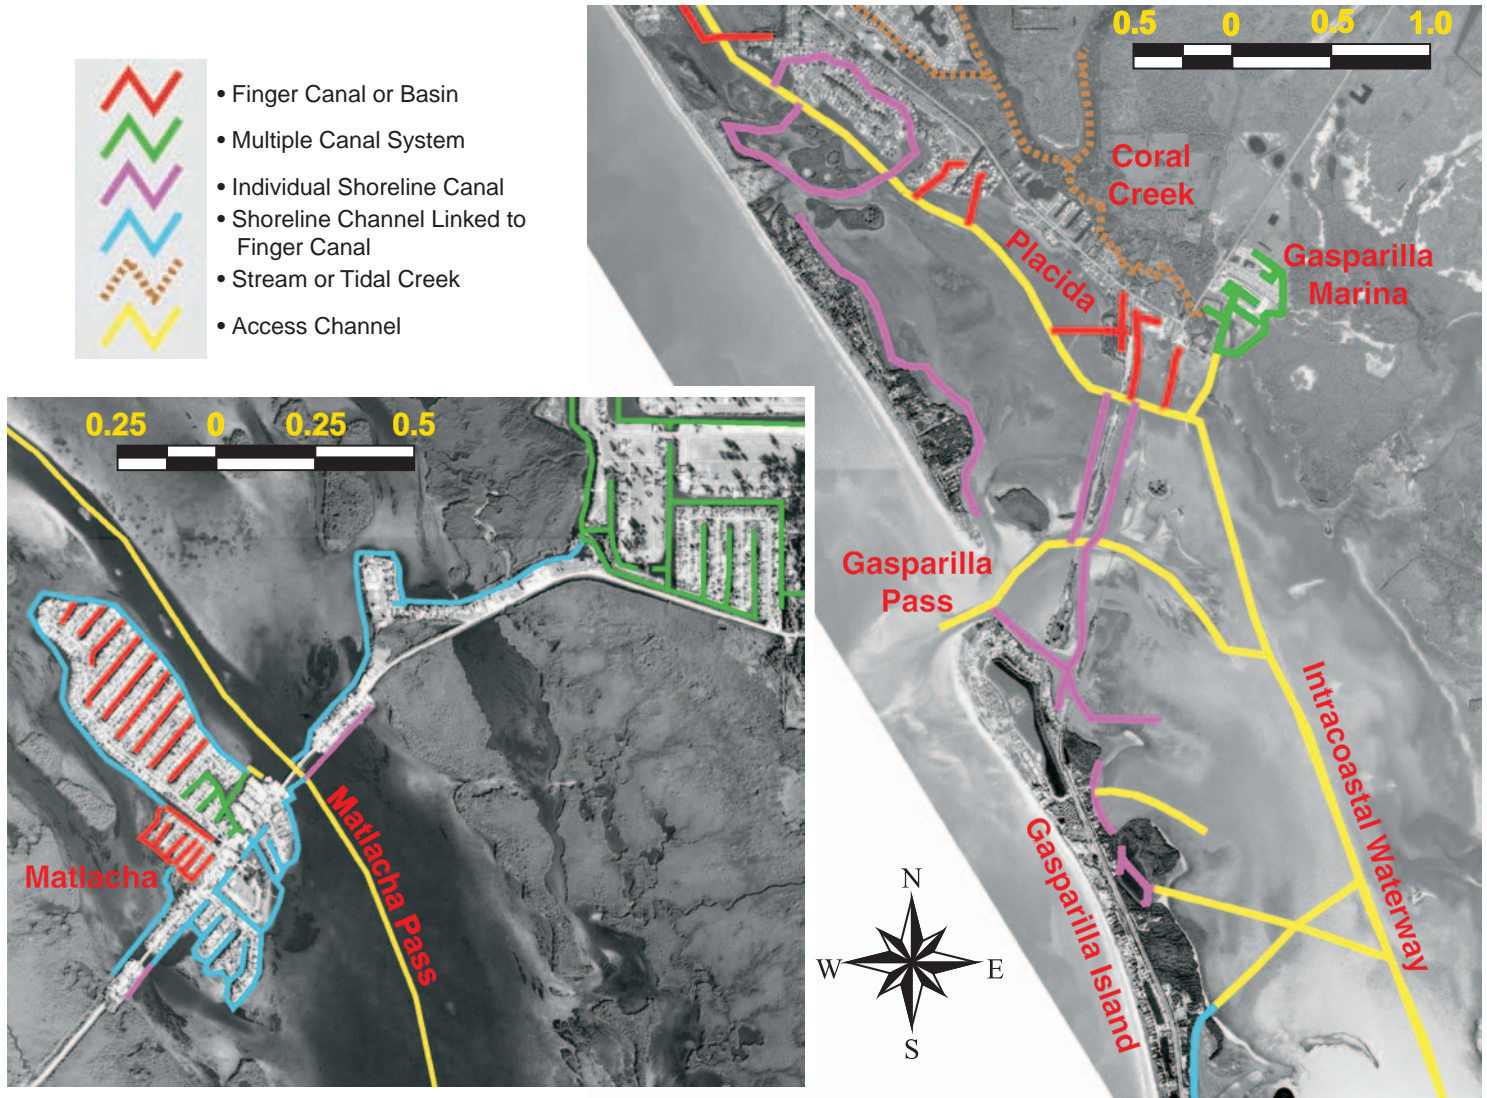 • Finger Canal or Basin
• Multiple Canal System
• Individual Shoreline Canal
• Shoreline Channel Linked to
Finger Canal
• Stream or Tidal Creek
• Access Channel
0.5 0 0.5 1.0
Coral
Creek
Gasparilla
Marina
Placida
Gasparilla
Pass
Intracoastal Waterway
Gasparilla Island
0.25 0 0.25 0.5
Matlacha
Matlacha Pass
N
W E
S